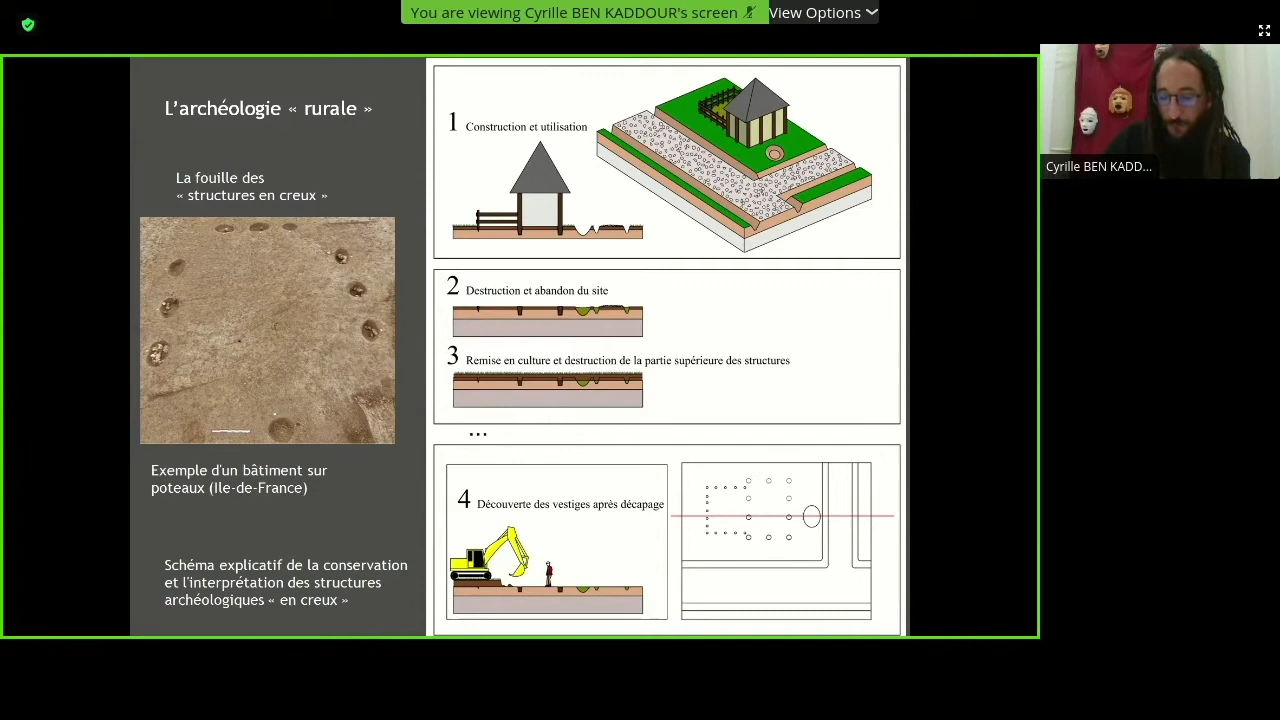 You are viewing Cyrille BEN KADDOUR's screen
View Options
L'archéologie « rurale »
La fouille des
« structures en creux »
Exemple d'un bâtiment sur
poteaux (Ile-de-France)
Schéma explicatif de la conservation
et l'interprétation des structures
archéologiques « en creux »
1 Construction et utilisation
2 Destruction et abandon du site
3 Remise en culture et destruction de la partie supérieure des structures
...
4 Découverte des vestiges après décapage
Cyrille BEN KADD...